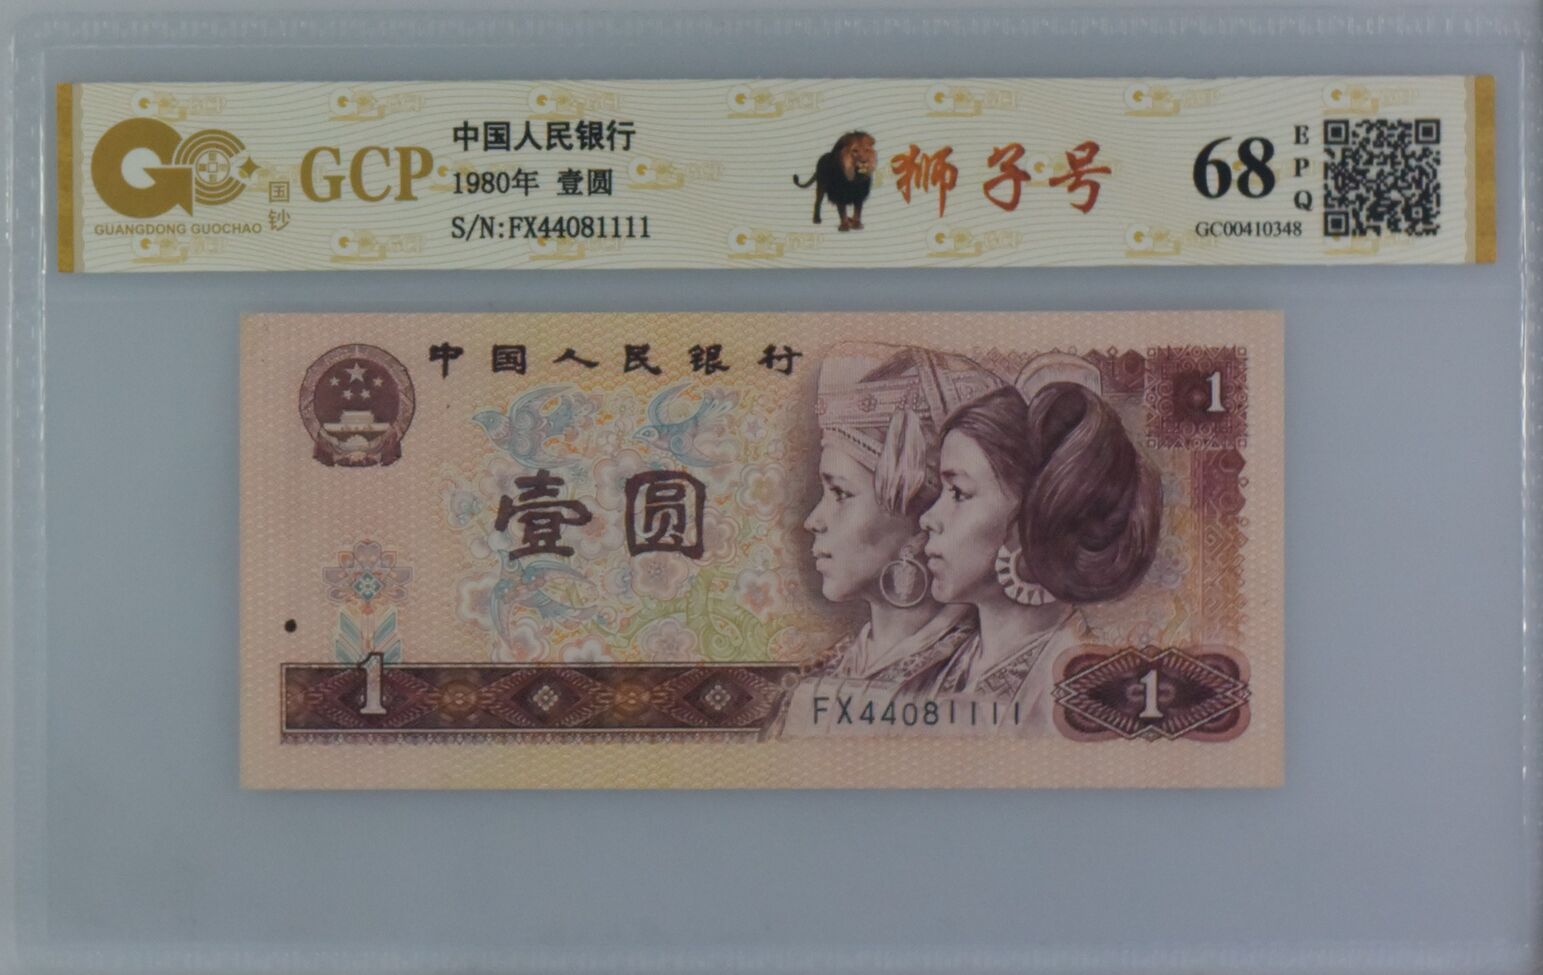 GUANGDONG GUOCHAO
国钞
GCP
中国人民银行
1980年 壹圆
S/N:FX44081111
狮子号
68
EPQ
GC00410348
中国人民银行
1
壹圆
1
FX44081111
1